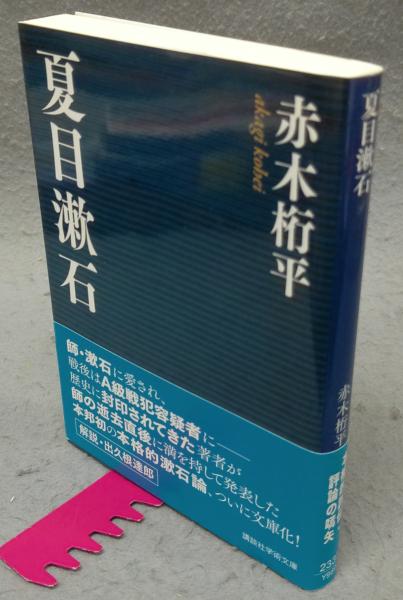 夏目漱石
赤木桁平
akagi kohei
師・漱石に愛され、
戦後はA級戦犯容疑者に――
歴史に封印されてきた著者が
師の逝去直後に満を持して発表した
本邦初の本格的漱石論、ついに文庫化!
解説・出久根達郎
講談社学術文庫
夏目漱石
赤木桁平
評論の嚆矢